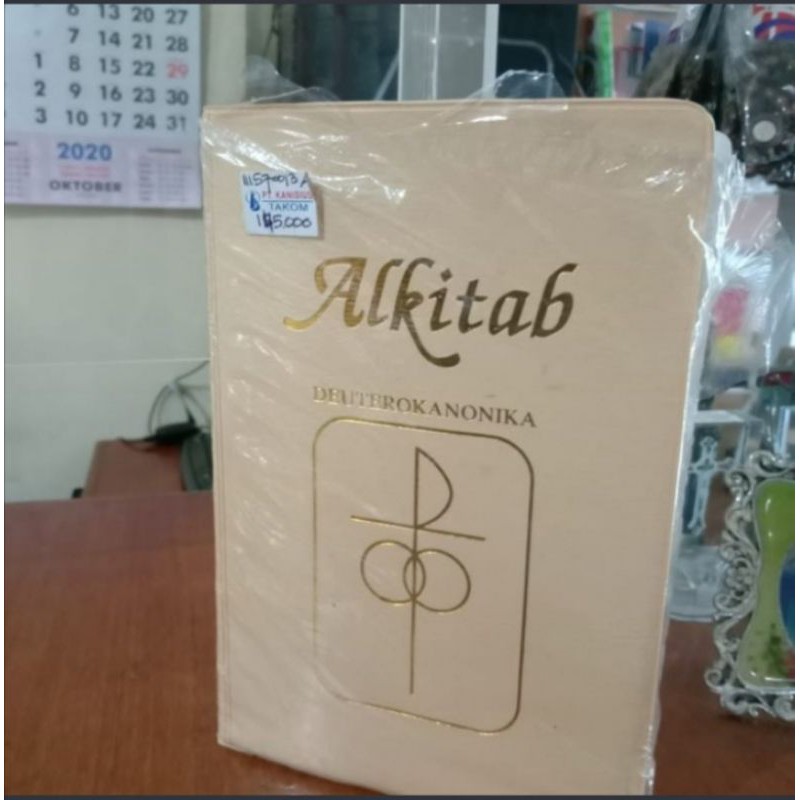 6 13 20 27
7 14 21 28
1 8 15 22 29
2 9 16 23 30
3 10 17 24 31
2020
OKTOBER
PT KANISIUS
TAKOM
Alkitab
DEUTEROKANONIKA